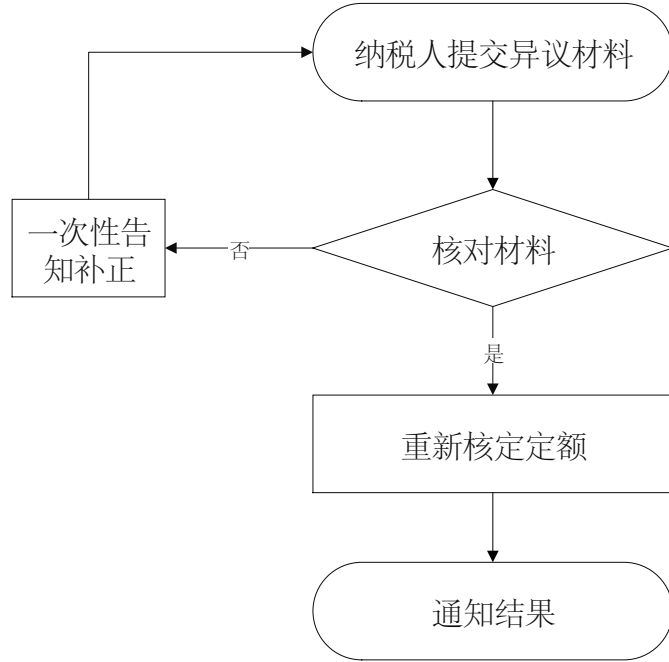 纳税人提交异议材料
一次性告
知补正
否
核对材料
是
重新核定定额
通知结果